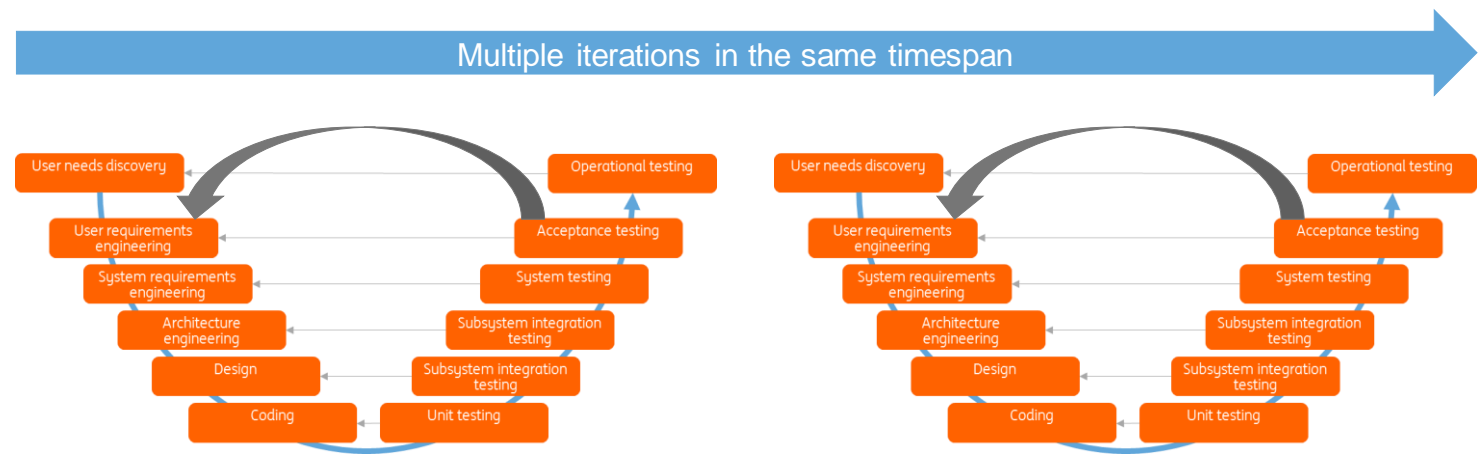 Multiple iterations in the same timespan
User needs discovery
Operational testing
User requirements
engineering
Acceptance testing
System requirements
engineering
System testing
Architecture
engineering
Subsystem integration
testing
Design
Subsystem integration
testing
Coding
Unit testing
User needs discovery
Operational testing
User requirements
engineering
Acceptance testing
System requirements
engineering
System testing
Architecture
engineering
Subsystem integration
testing
Design
Subsystem integration
testing
Coding
Unit testing